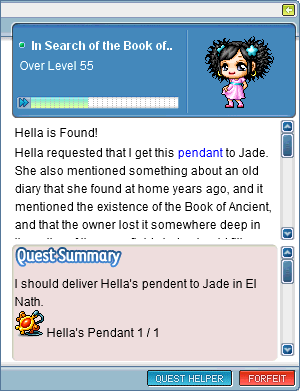 In Search of the Book of..
Over Level 55
Hella is Found!
Hella requested that I get this pendant to Jade.
She also mentioned something about an old
diary that she found at home years ago, and it
mentioned the existence of the Book of Ancient,
and that the owner lost it somewhere deep in
Quest Summary
I should deliver Hella's pendent to Jade in El
Nath.
Hella's Pendant 1 / 1
QUEST HELPER
FORFEIT